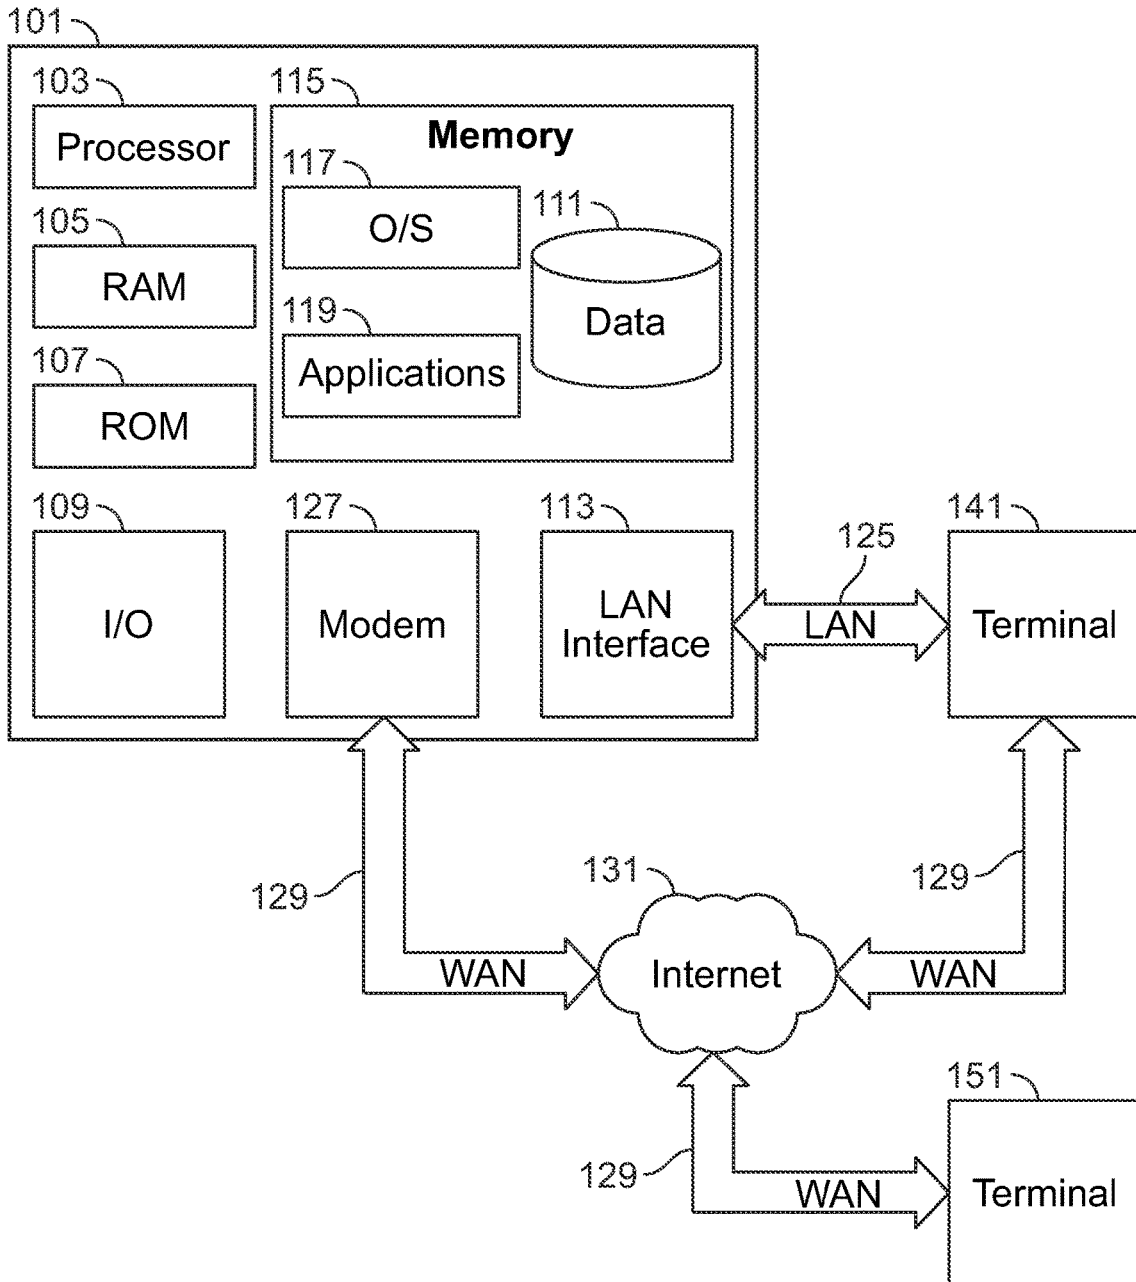 101
103
Processor
105
RAM
107
ROM
115
Memory
117
O/S
111
Data
119
Applications
109
I/O
127
Modem
113
LAN
Interface
125
LAN
141
Terminal
129
WAN
131
Internet
129
WAN
129
WAN
151
Terminal